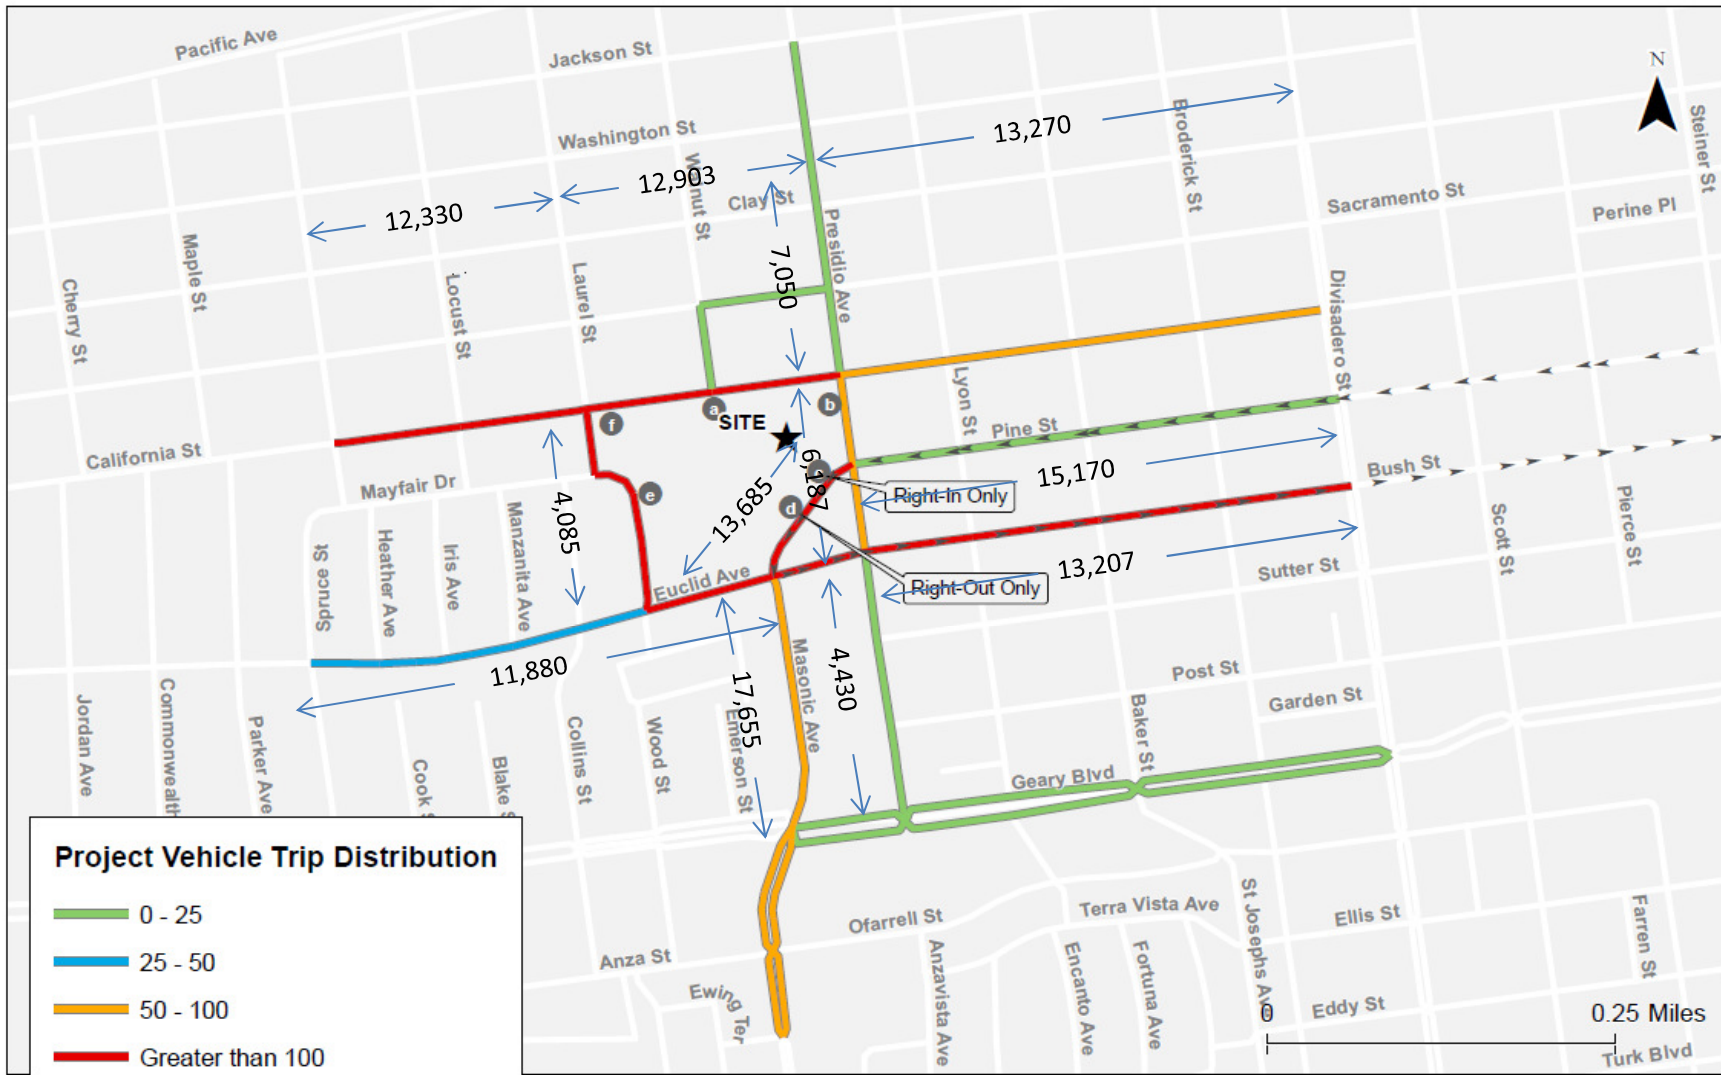 Pacific Ave
Jackson St
N
13,270
Washington St
Broderick St
Steiner St
12,903
Walnut St
Clay St
12,330
Sacramento St
Perine Pl
Presidio Ave
Maple St
Laurel St
7,050
Cherry St
Locust St
Divisadero St
Lyon St
a
b
f
SITE
Pine St
California St
Bush St
15,170
Mayfair Dr
6,187
Right-In Only
e
d
13,685
4,085
Manzanita Ave
Iris Ave
Heather Ave
Spruce St
Scott St
Pierce St
13,207
Sutter St
Euclid Ave
Right-Out Only
11,880
Masonic Ave
4,430
17,655
Post St
Garden St
Jordan Ave
Commonwealth
Parker Ave
Cook S
Blake S
Collins St
Wood St
Emerson St
Baker St
Geary Blvd
Project Vehicle Trip Distribution
0 - 25
25 - 50
50 - 100
Greater than 100
Ofarrell St
Terra Vista Ave
St Josephs Ave
Ellis St
Farren St
Anza St
Anzavista Ave
Encanto Ave
Fortuna Ave
Ewing Ter
Eddy St
0
0.25 Miles
Turk Blvd